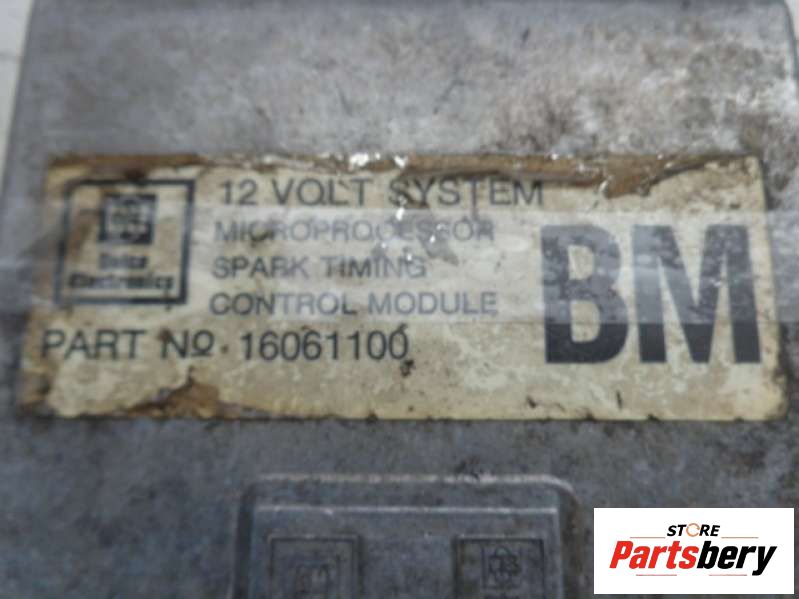 12 VOLT SYSTEM
MICROPROCESSOR
SPARK TIMING
CONTROL MODULE
Delco
Electronics
BM
PART Nº 16061100
STORE
Partsbery